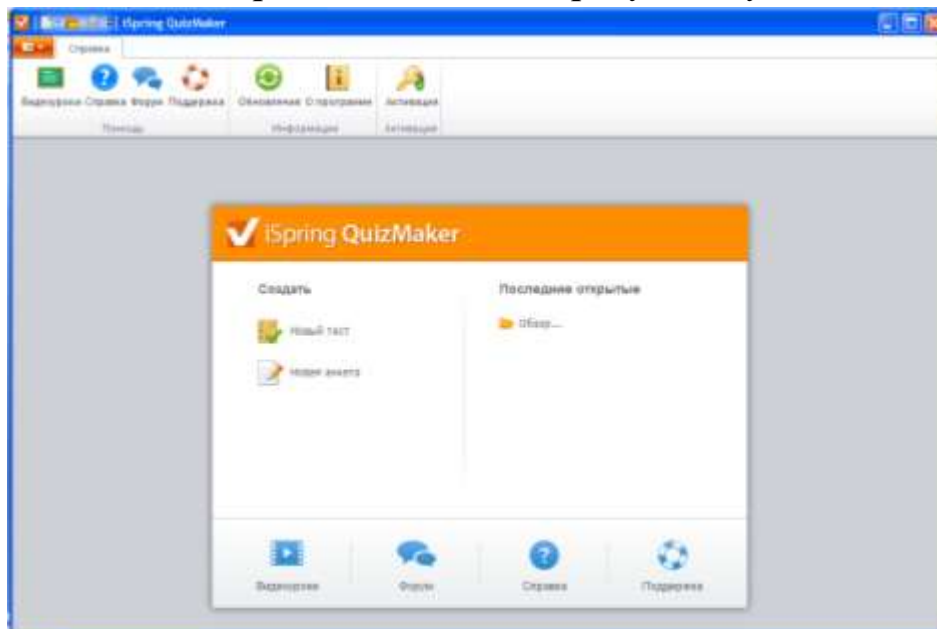 iSpring QuizMaker
Справка
Видеоуроки Справка Форум Поддержка Обновление О программе Активация
Помощь Информация Активация
iSpring QuizMaker
Создать Последние открытые
Новый тест Обзор...
Новая анкета
Видеоуроки Форум Справка Поддержка